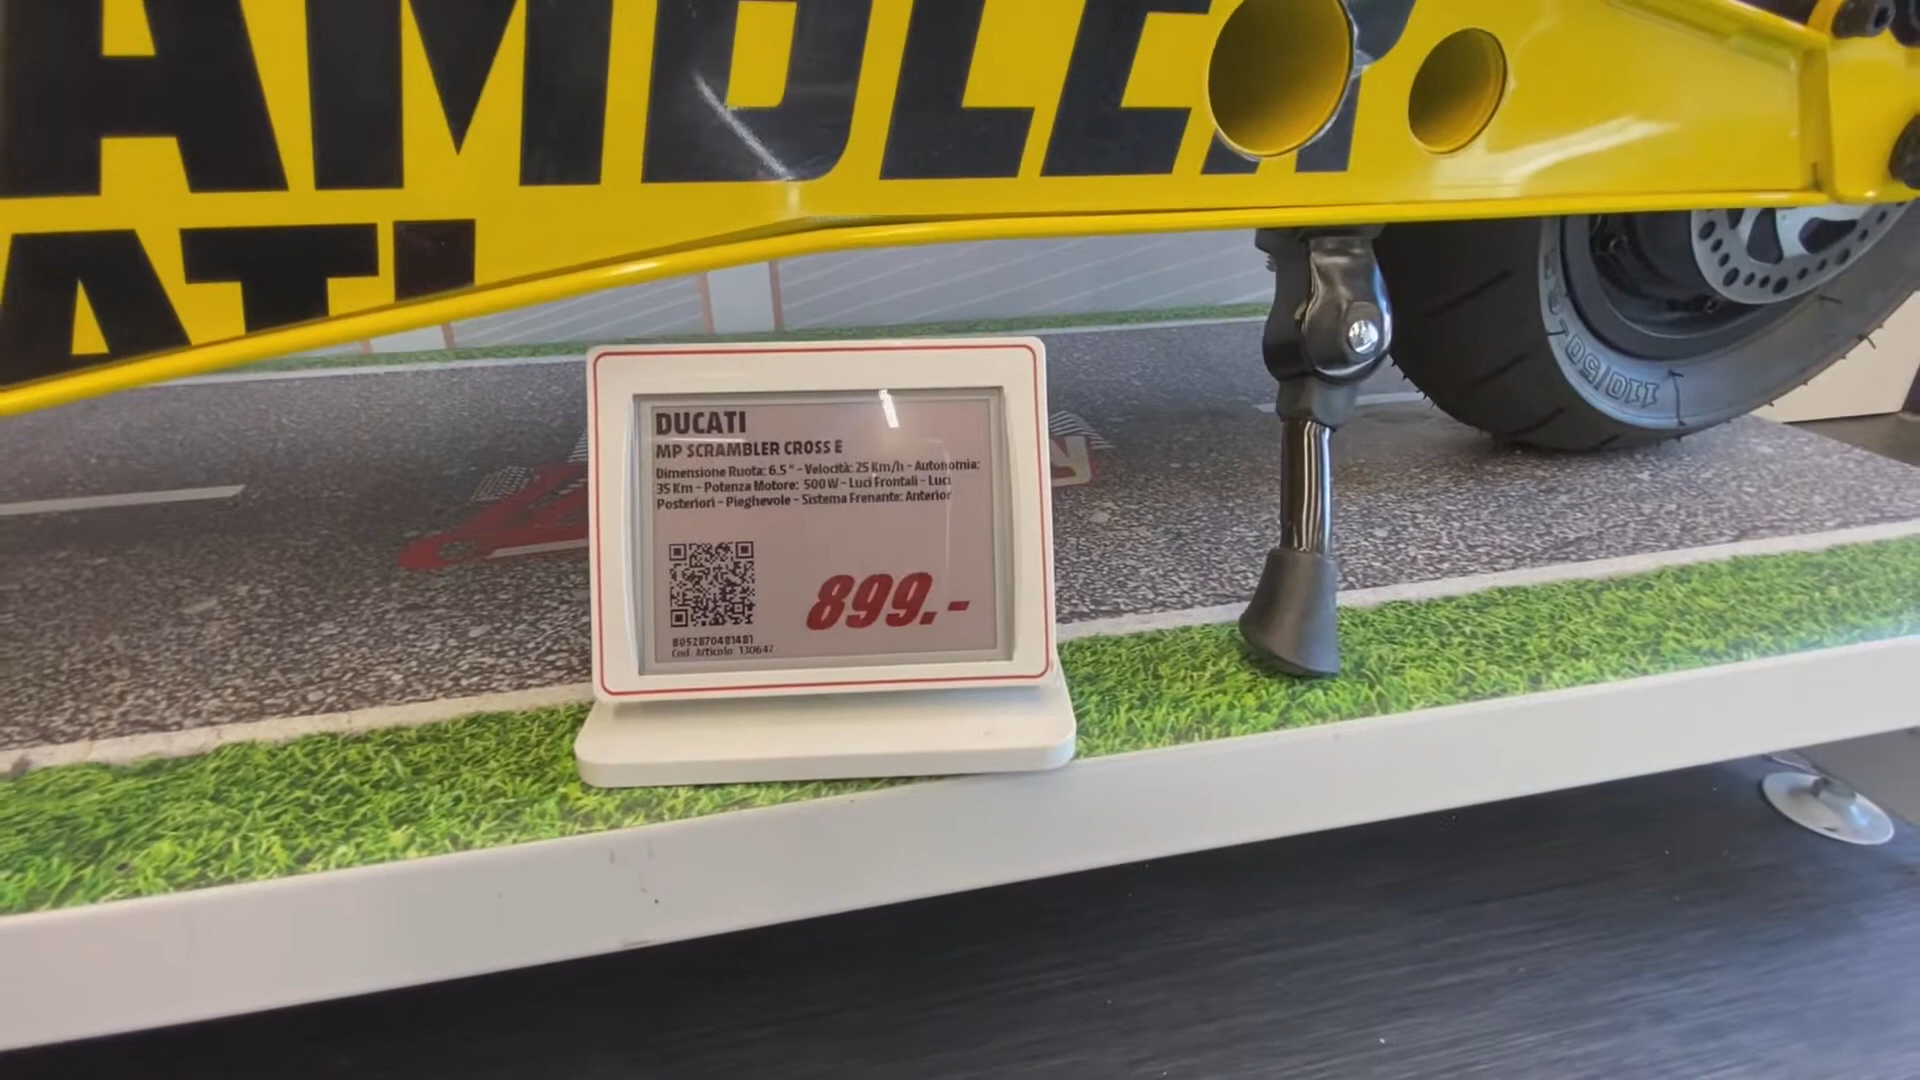 AMBLER
ATI
DUCATI
MP SCRAMBLER CROSS E
Dimensione Ruota: 6.5" - Velocità: 25 Km/h - Autonomia:
35 Km - Potenza Motore: 500W - Luci Frontali - Luci
Posteriori - Pieghevole - Sistema Frenante: Anterior
899.-
8052870481481
Cod. Articolo 130647
110/50